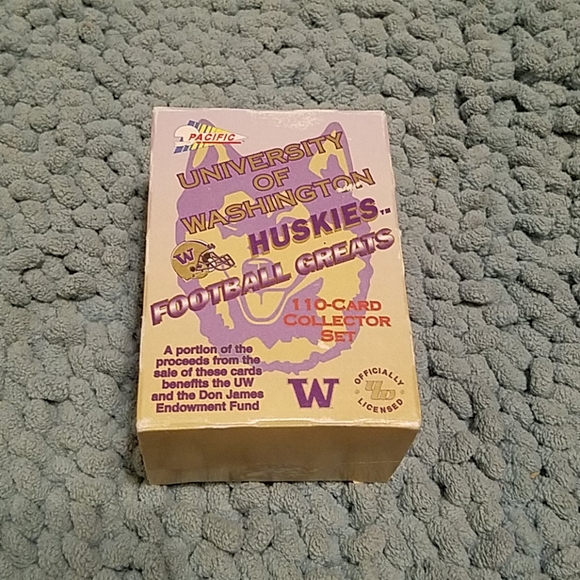 PACIFIC
UNIVERSITY
OF
WASHINGTON
HUSKIES™
W
FOOTBALL GREATS
110-CARD
COLLECTOR
SET
A portion of the
proceeds from the
sale of these cards
benefits the UW
and the Don James
Endowment Fund
W
OFFICIALLY
LICENSED